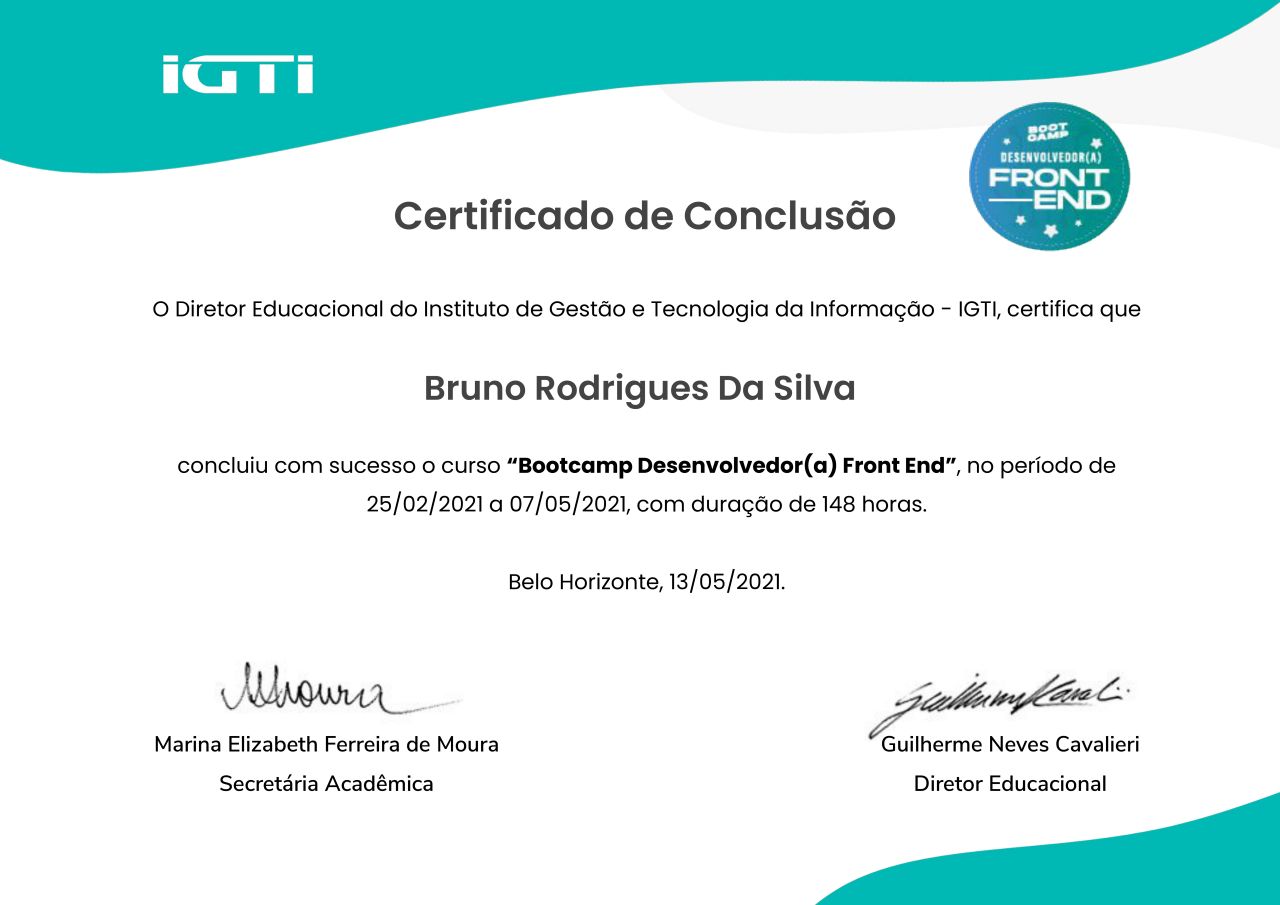 iGTi
BOOT
CAMP
DESENVOLVEDOR(A)
FRONT
END
Certificado de Conclusão
O Diretor Educacional do Instituto de Gestão e Tecnologia da Informação - IGTI, certifica que
Bruno Rodrigues Da Silva
concluiu com sucesso o curso “Bootcamp Desenvolvedor(a) Front End”, no período de
25/02/2021 a 07/05/2021, com duração de 148 horas.
Belo Horizonte, 13/05/2021.
Marina Elizabeth Ferreira de Moura
Secretária Acadêmica
Guilherme Neves Cavalieri
Diretor Educacional